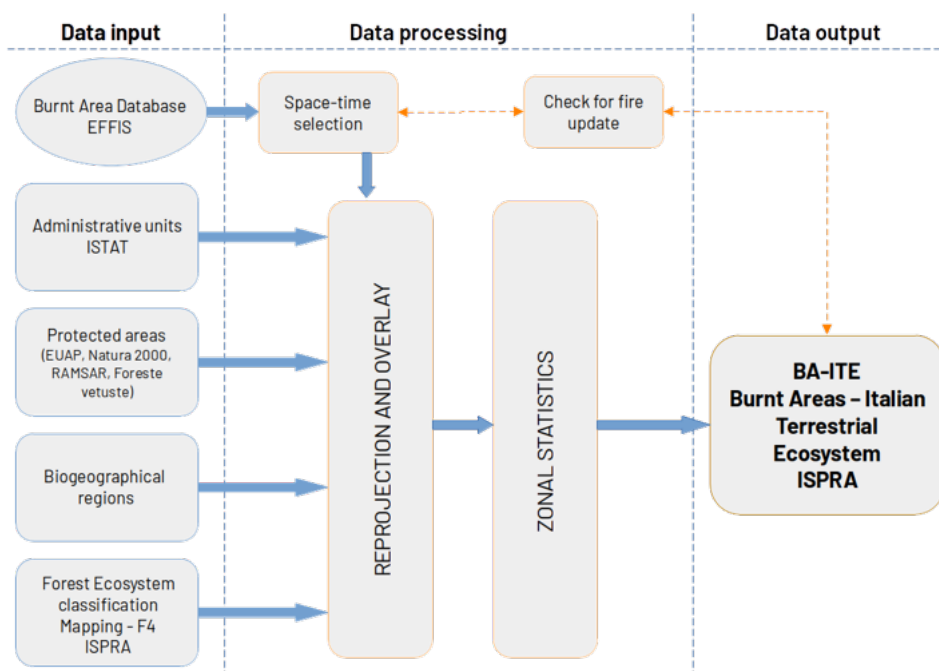 Data input
Data processing
Data output
Burnt Area Database
EFFIS
Space-time
selection
Check for fire
update
Administrative units
ISTAT
Protected areas
(EUAP, Natura 2000,
RAMSAR, Foreste
vetuste)
Biogeographical
regions
Forest Ecosystem
classification
Mapping - F4
ISPRA
REPROJECTION AND OVERLAY
ZONAL STATISTICS
BA-ITE
Burnt Areas – Italian
Terrestrial
Ecosystem
ISPRA